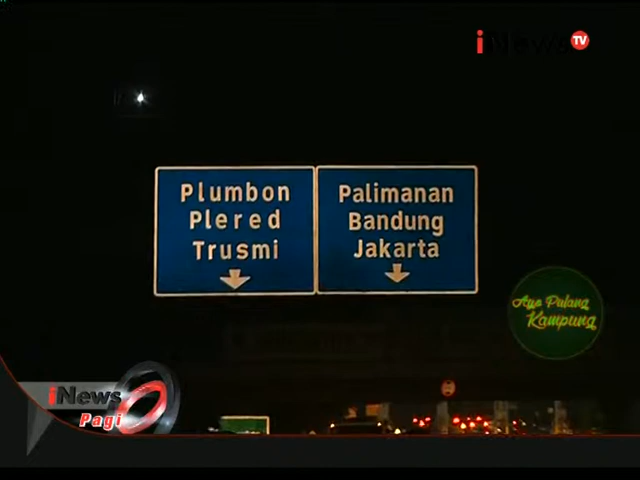 iNews TV
Plumbon
Plered
Trusmi
Palimanan
Bandung
Jakarta
Ayo Pulang
Kampung
iNews
Pagi